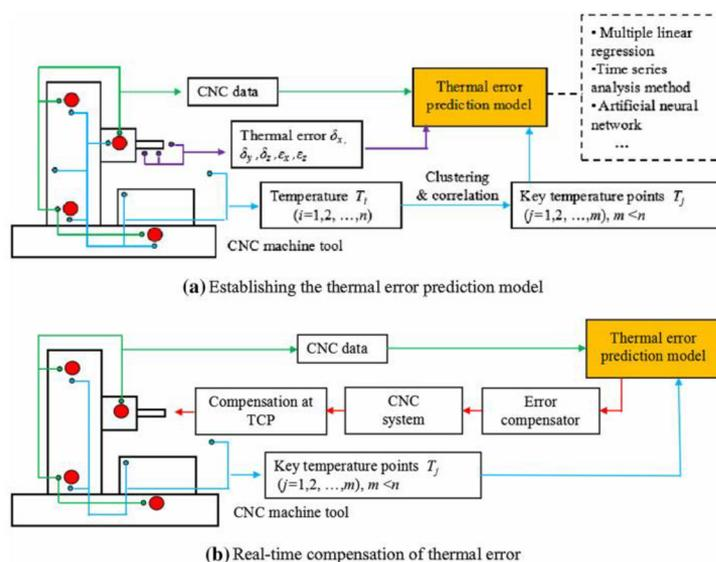 • Multiple linear
regression
•Time series
analysis method
•Artificial neural
network
...
CNC data
Thermal error
prediction model
Thermal error δx,
δy,δz,εx,εz
Temperature Ti
(i=1,2, ...,n)
Clustering
& correlation
Key temperature points Tj
(j=1,2, ...,m), m<n
CNC machine tool
(a) Establishing the thermal error prediction model
CNC data
Thermal error
prediction model
Compensation at
TCP
CNC
system
Error
compensator
Key temperature points Tj
(j=1,2, ...,m), m<n
CNC machine tool
(b) Real-time compensation of thermal error